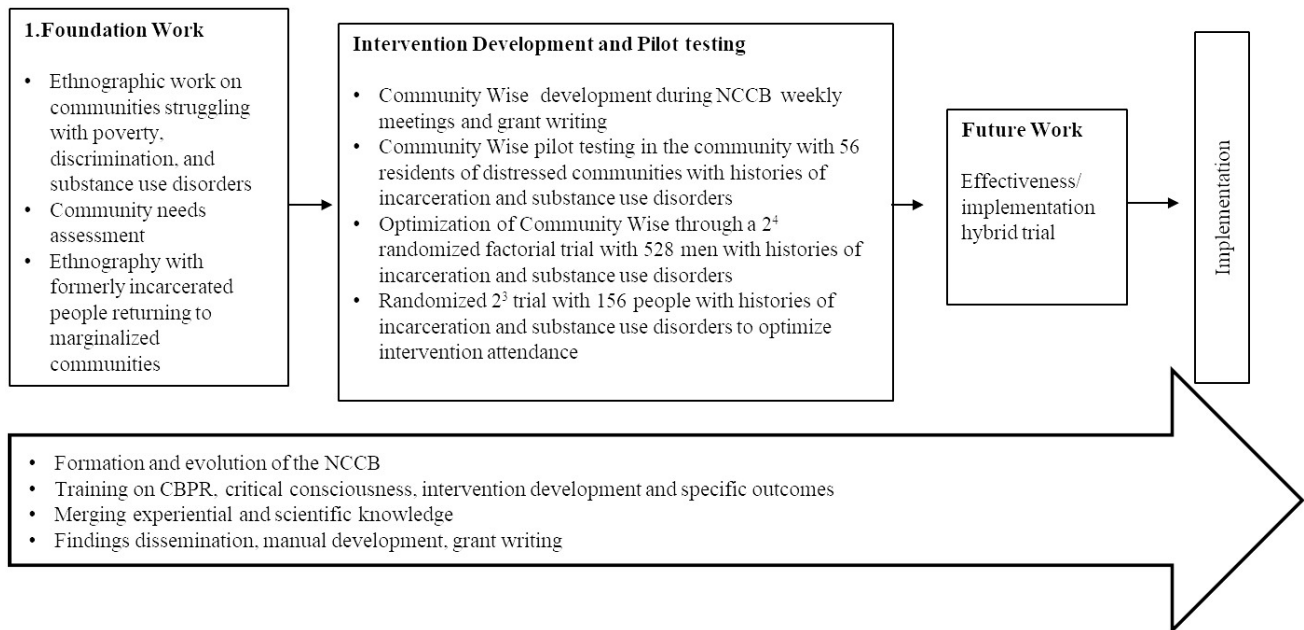 1.Foundation Work
• Ethnographic work on
communities struggling
with poverty,
discrimination, and
substance use disorders
• Community needs
assessment
• Ethnography with
formerly incarcerated
people returning to
marginalized
communities
Intervention Development and Pilot testing
• Community Wise development during NCCB weekly
meetings and grant writing
• Community Wise pilot testing in the community with 56
residents of distressed communities with histories of
incarceration and substance use disorders
• Optimization of Community Wise through a 2⁴
randomized factorial trial with 528 men with histories of
incarceration and substance use disorders
• Randomized 2³ trial with 156 people with histories of
incarceration and substance use disorders to optimize
intervention attendance
Future Work
Effectiveness/
implementation
hybrid trial
Implementation
• Formation and evolution of the NCCB
• Training on CBPR, critical consciousness, intervention development and specific outcomes
• Merging experiential and scientific knowledge
• Findings dissemination, manual development, grant writing